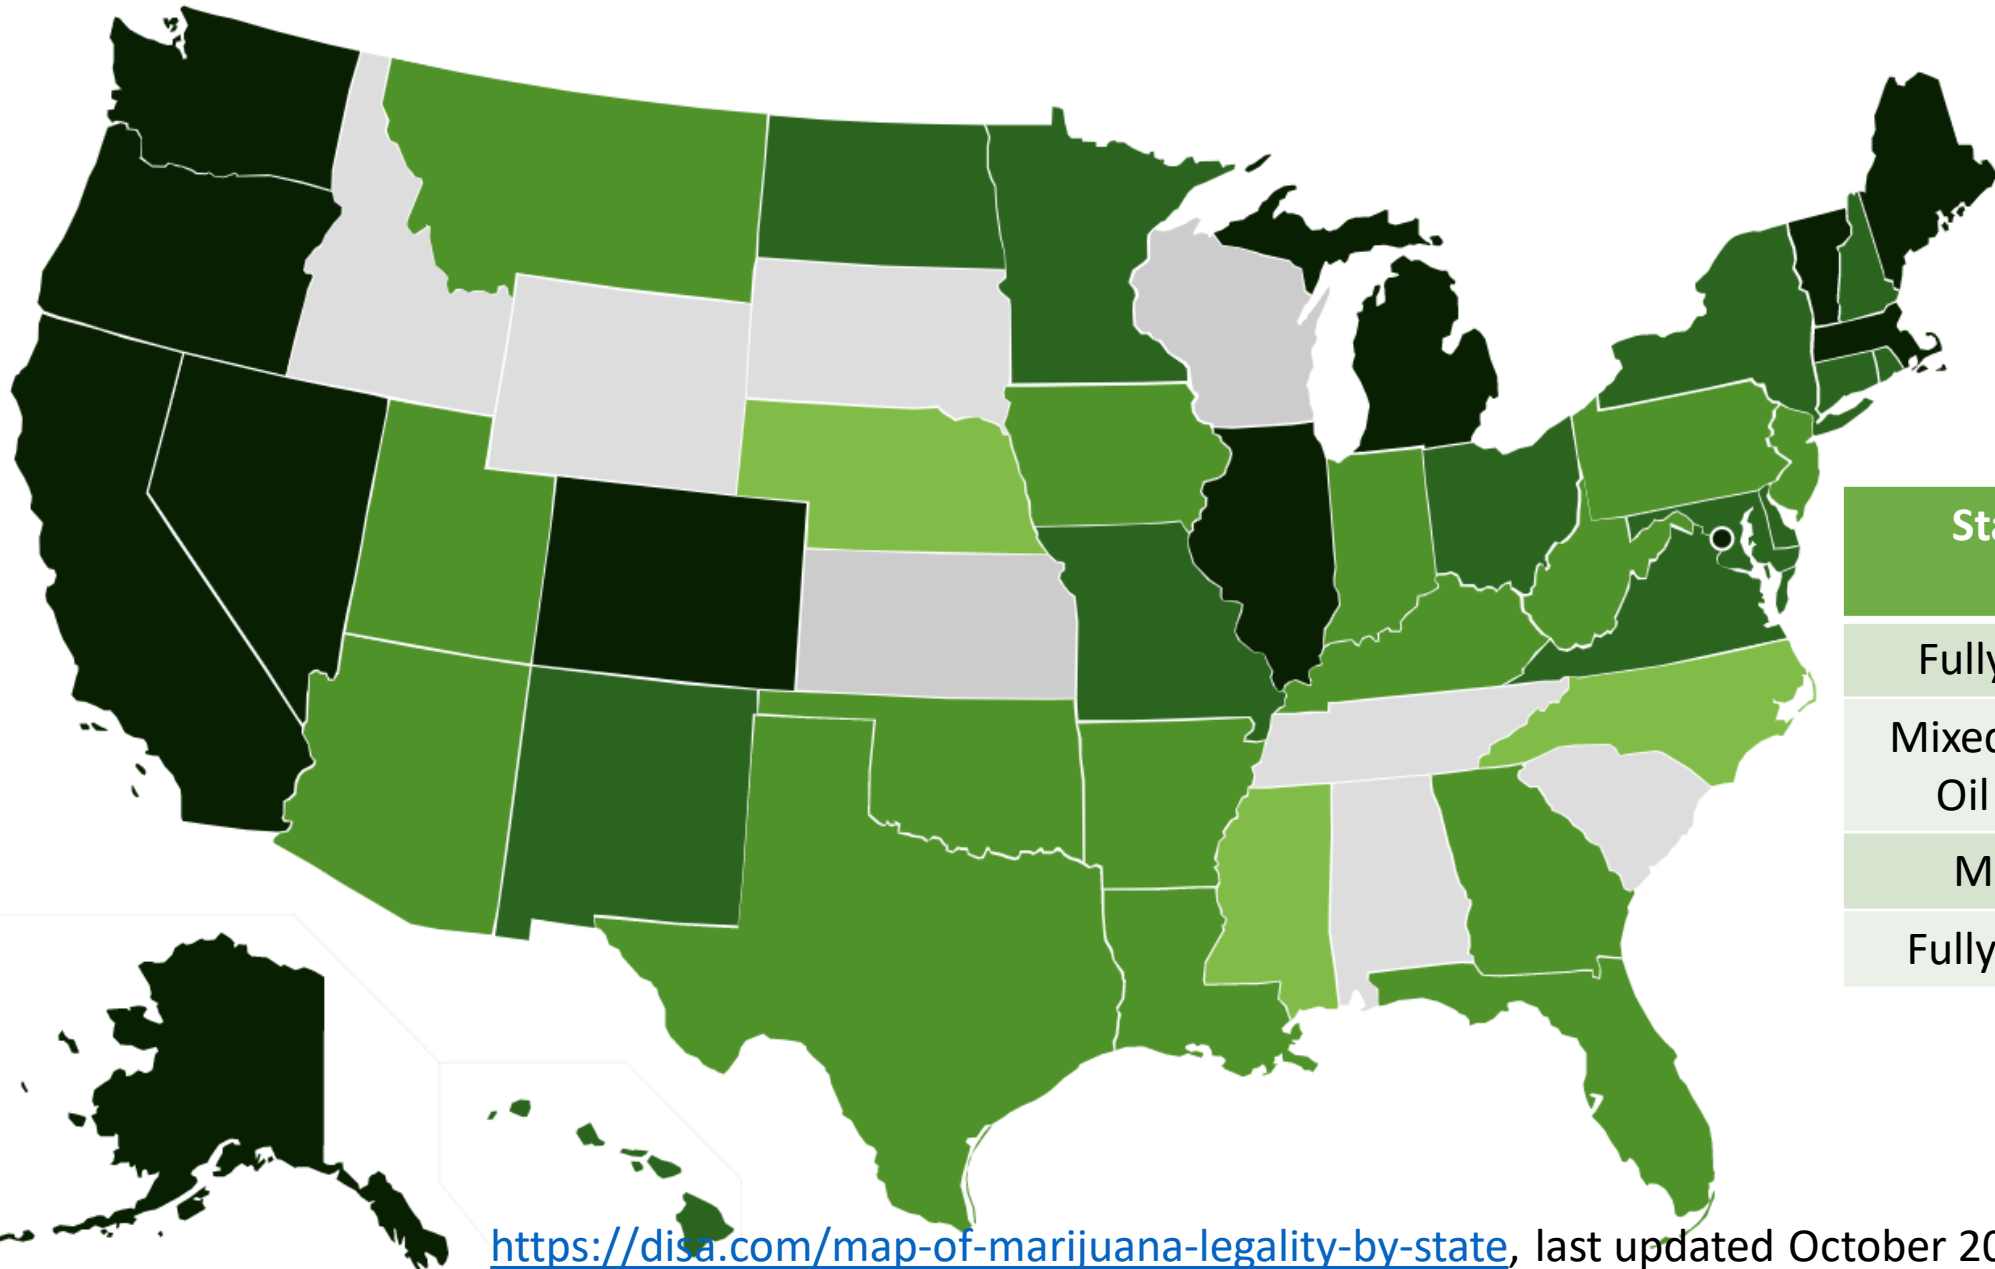 Sta
Fully
Mixed
Oil
M
Fully
https://disa.com/map-of-marijuana-legality-by-state, last updated October 20